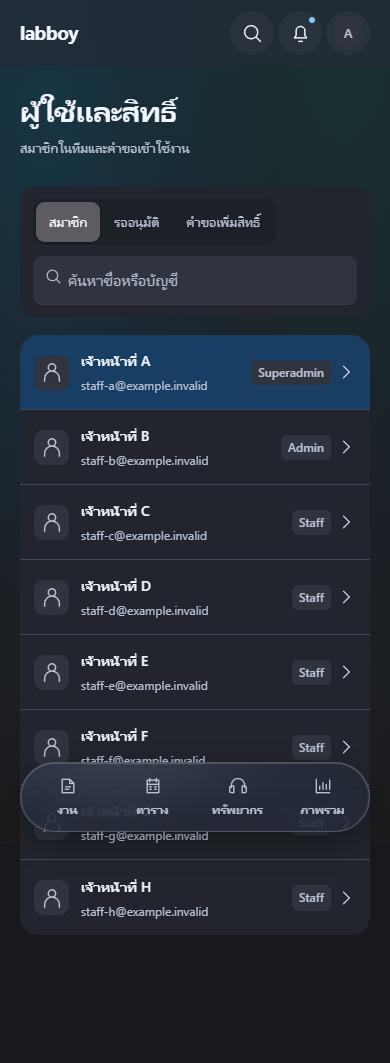 labboy
A
ผู้ใช้และสิทธิ์
สมาชิกในทีมและคำขอเข้าใช้งาน
สมาชิก
รออนุมัติ
คำขอเพิ่มสิทธิ์
ค้นหาชื่อหรือบัญชี
เจ้าหน้าที่ A
staff-a@example.invalid
Superadmin
เจ้าหน้าที่ B
staff-b@example.invalid
Admin
เจ้าหน้าที่ C
staff-c@example.invalid
Staff
เจ้าหน้าที่ D
staff-d@example.invalid
Staff
เจ้าหน้าที่ E
staff-e@example.invalid
Staff
เจ้าหน้าที่ F
staff-f@example.invalid
Staff
งาน
ตาราง
ทรัพยากร
ภาพรวม
staff-g@example.invalid
Staff
เจ้าหน้าที่ H
staff-h@example.invalid
Staff